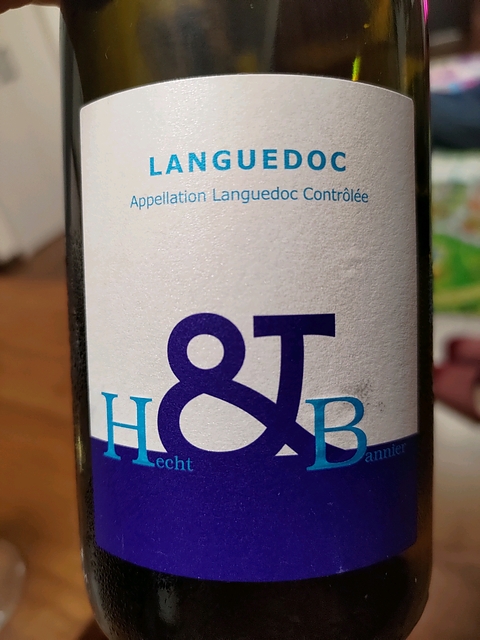 LANGUEDOC
Appellation Languedoc Contrôlée
Hecht & Bannier